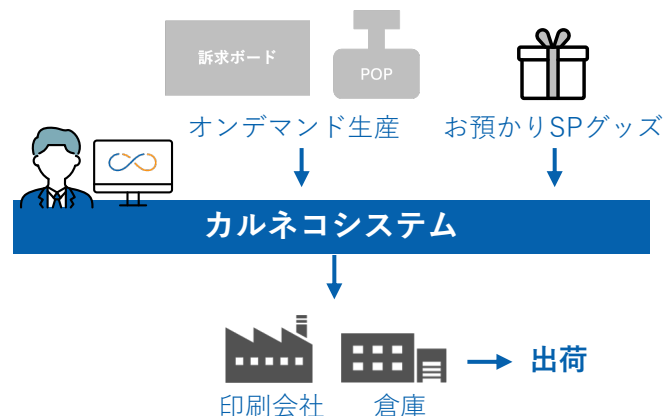 訴求ボード
POP
オンデマンド生産
お預かりSPグッズ
カルネコシステム
印刷会社
倉庫
出荷